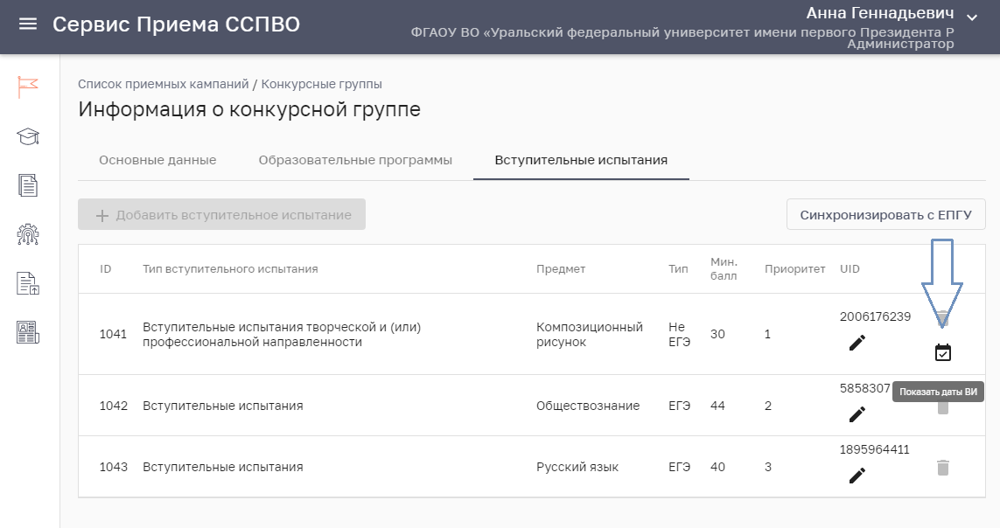 Сервис Приема ССПВО
Анна Геннадьевич
ФГАОУ ВО «Уральский федеральный университет имени первого Президента Р
Администратор
Список приемных кампаний / Конкурсные группы
Информация о конкурсной группе
Основные данные
Образовательные программы
Вступительные испытания
+ Добавить вступительное испытание
Синхронизировать с ЕПГУ
ID Тип вступительного испытания Предмет Тип Мин. балл Приоритет UID
1041 Вступительные испытания творческой и (или) профессиональной направленности Композиционный рисунок Не ЕГЭ 30 1 2006176239
1042 Вступительные испытания Обществознание ЕГЭ 44 2 5858307
Показать даты ВИ
1043 Вступительные испытания Русский язык ЕГЭ 40 3 1895964411